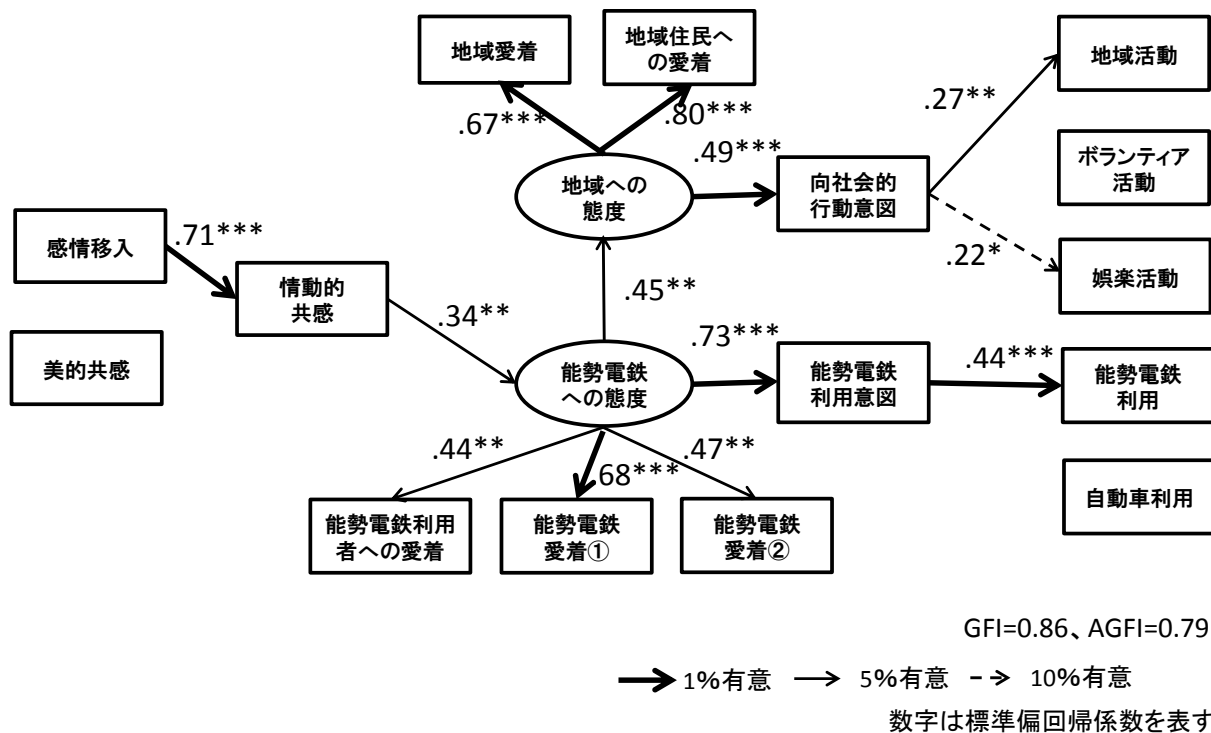 地域愛着
地域住民へ
の愛着
地域活動
.67***
.80***
.27**
.49***
ボランティア
活動
地域への
態度
向社会的
行動意図
感情移入
.71***
.22*
娯楽活動
情動的
共感
.45**
.34**
.73***
.44***
美的共感
能勢電鉄
への態度
能勢電鉄
利用意図
能勢電鉄
利用
.44**
.68***
.47**
自動車利用
能勢電鉄利用
者への愛着
能勢電鉄
愛着①
能勢電鉄
愛着②
GFI=0.86、AGFI=0.79
1%有意
5%有意
10%有意
数字は標準偏回帰係数を表す